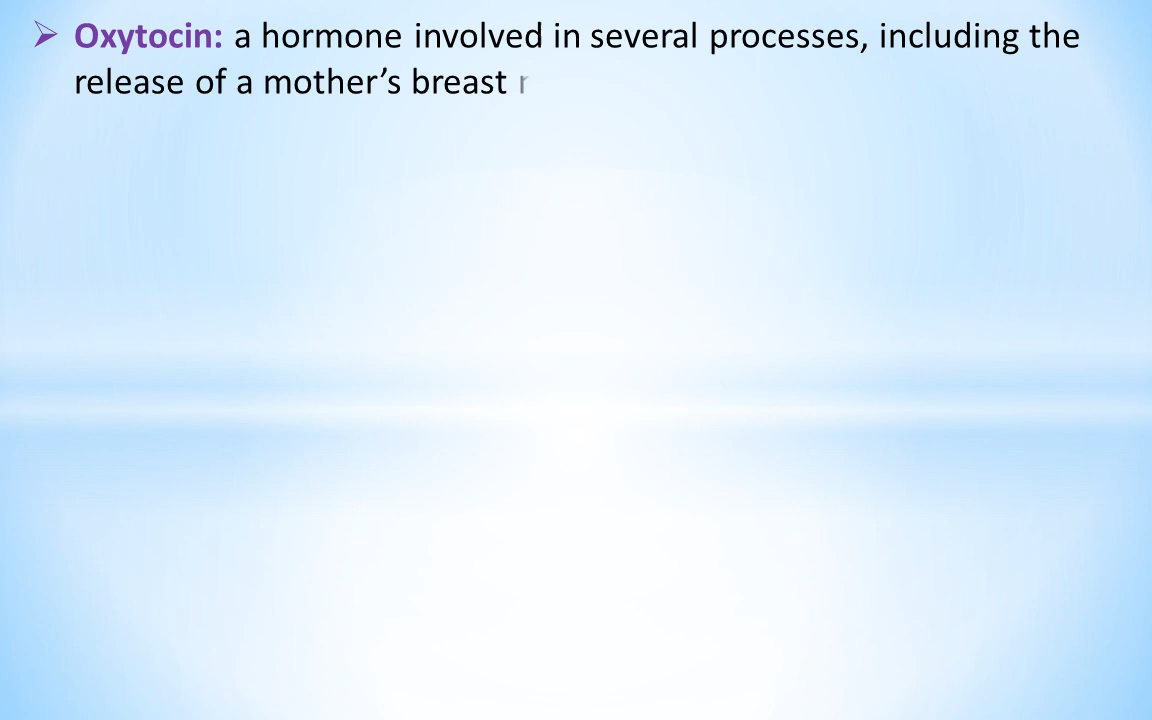 ➢ Oxytocin: a hormone involved in several processes, including the
release of a mother’s breast